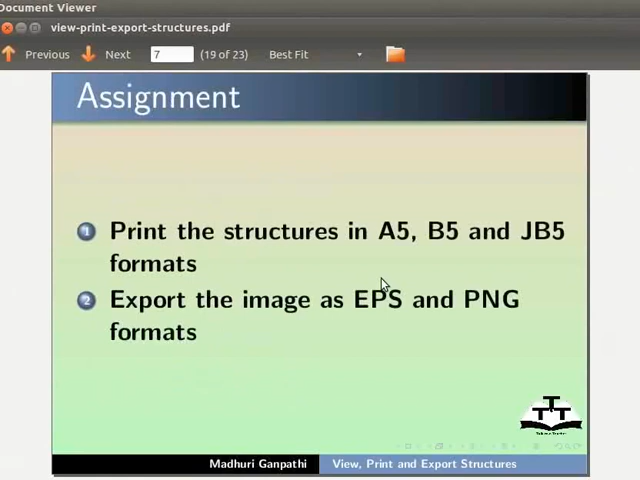 Document Viewer
view-print-export-structures.pdf
Previous Next 7 (19 of 23) Best Fit
Assignment
1 Print the structures in A5, B5 and JB5
formats
2 Export the image as EPS and PNG
formats
Madhuri Ganpathi View, Print and Export Structures